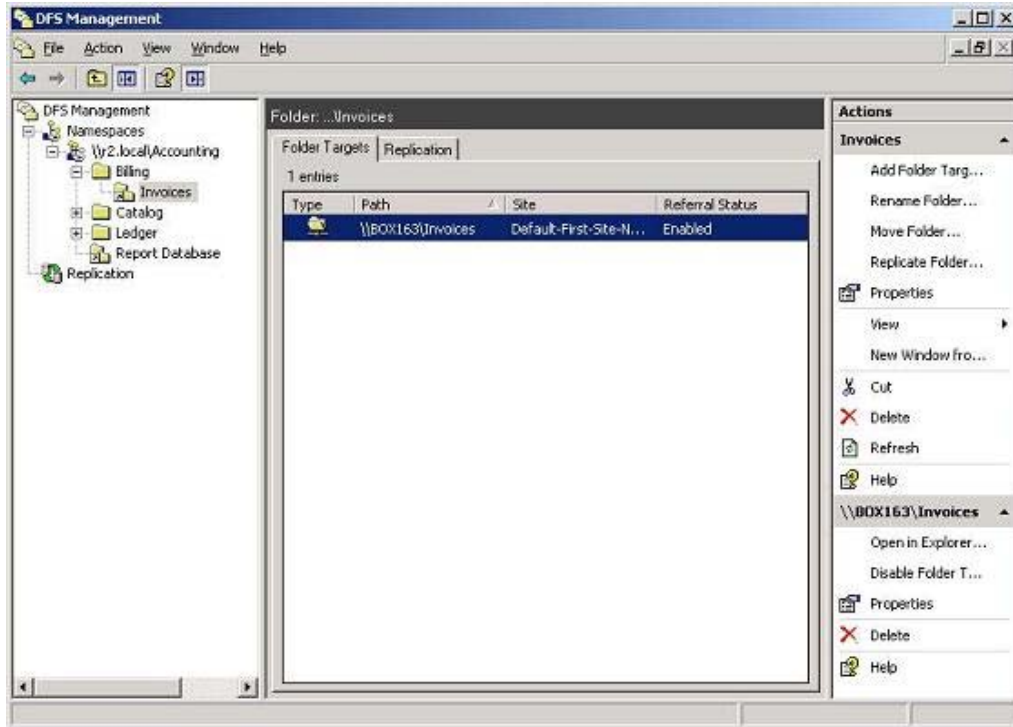 DFS Management
File Action View Window Help
DFS Management
Namespaces
\\r2.local\Accounting
Billing
Invoices
Catalog
Ledger
Report Database
Replication
Folder: ...\Invoices
Folder Targets Replication
1 entries
Type Path Site Referral Status
\\BOX163\Invoices Default-First-Site-N... Enabled
Actions
Invoices
Add Folder Targ...
Rename Folder...
Move Folder...
Replicate Folder...
Properties
View
New Window fro...
Cut
Delete
Refresh
Help
\\BOX163\Invoices
Open in Explorer...
Disable Folder T...
Properties
Delete
Help